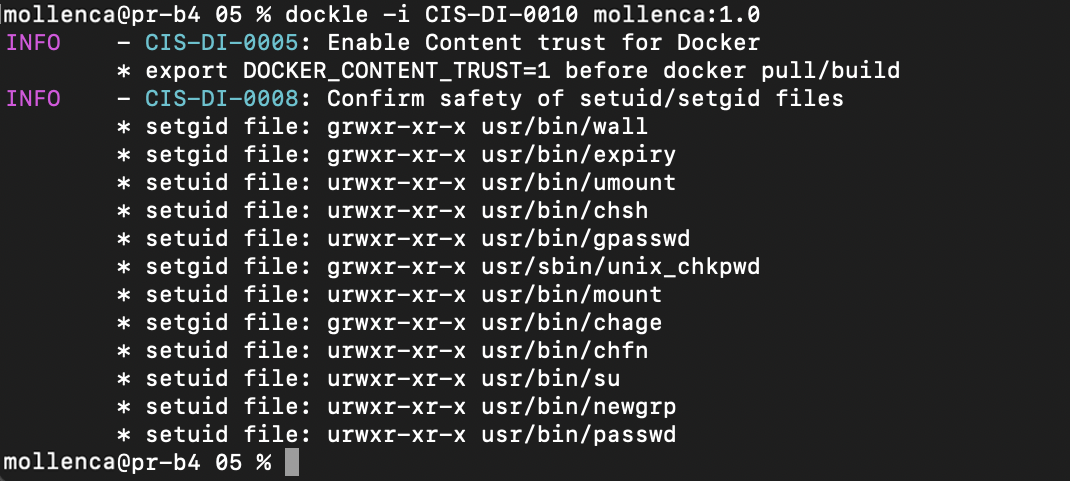 mollenca@pr-b4 05 % dockle -i CIS-DI-0010 mollenca:1.0
INFO    - CIS-DI-0005: Enable Content trust for Docker
        * export DOCKER_CONTENT_TRUST=1 before docker pull/build
INFO    - CIS-DI-0008: Confirm safety of setuid/setgid files
        * setgid file: grwxr-xr-x usr/bin/wall
        * setgid file: grwxr-xr-x usr/bin/expiry
        * setuid file: urwxr-xr-x usr/bin/umount
        * setuid file: urwxr-xr-x usr/bin/chsh
        * setuid file: urwxr-xr-x usr/bin/gpasswd
        * setgid file: grwxr-xr-x usr/sbin/unix_chkpwd
        * setuid file: urwxr-xr-x usr/bin/mount
        * setgid file: grwxr-xr-x usr/bin/chage
        * setuid file: urwxr-xr-x usr/bin/chfn
        * setuid file: urwxr-xr-x usr/bin/su
        * setuid file: urwxr-xr-x usr/bin/newgrp
        * setuid file: urwxr-xr-x usr/bin/passwd
mollenca@pr-b4 05 %